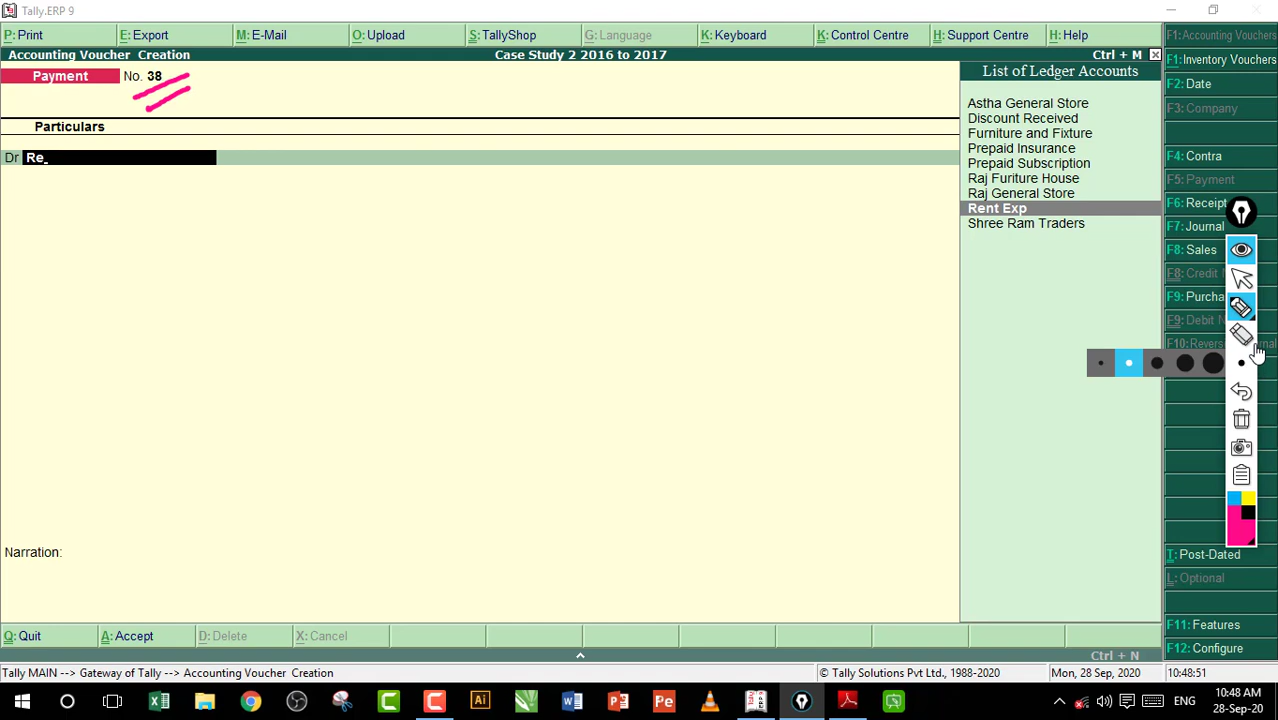 Tally.ERP 9
P: Print
E: Export
M: E-Mail
O: Upload
S: TallyShop
G: Language
K: Keyboard
K: Control Centre
H: Support Centre
H: Help
Accounting Voucher Creation
Case Study 2 2016 to 2017
Ctrl + M
Payment No. 38
Particulars
Dr Re
List of Ledger Accounts
Astha General Store
Discount Received
Furniture and Fixture
Prepaid Insurance
Prepaid Subscription
Raj Furiture House
Raj General Store
Rent Exp
Shree Ram Traders
F1: Accounting Vouchers
F1: Inventory Vouchers
F2: Date
F3: Company
F4: Contra
F5: Payment
F6: Receipt
F7: Journal
F8: Sales
F8: Credit
F9: Purcha
F9: Debit
F10: Revers
T: Post-Dated
L: Optional
F11: Features
F12: Configure
Narration:
Q: Quit
A: Accept
D: Delete
X: Cancel
Ctrl + N
Tally MAIN --> Gateway of Tally --> Accounting Voucher Creation
© Tally Solutions Pvt Ltd., 1988-2020
Mon, 28 Sep, 2020
10:48:51
ENG
10:48 AM
28-Sep-20